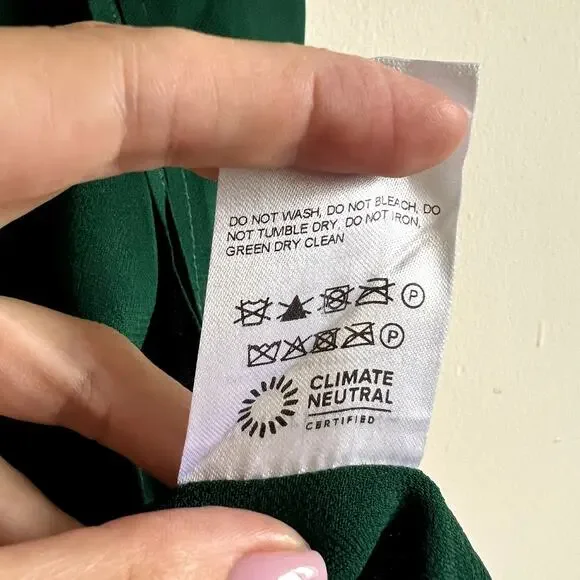 DO NOT WASH, DO NOT BLEACH, DO
NOT TUMBLE DRY, DO NOT IRON,
GREEN DRY CLEAN
P
P
CLIMATE
NEUTRAL
CERTIFIED